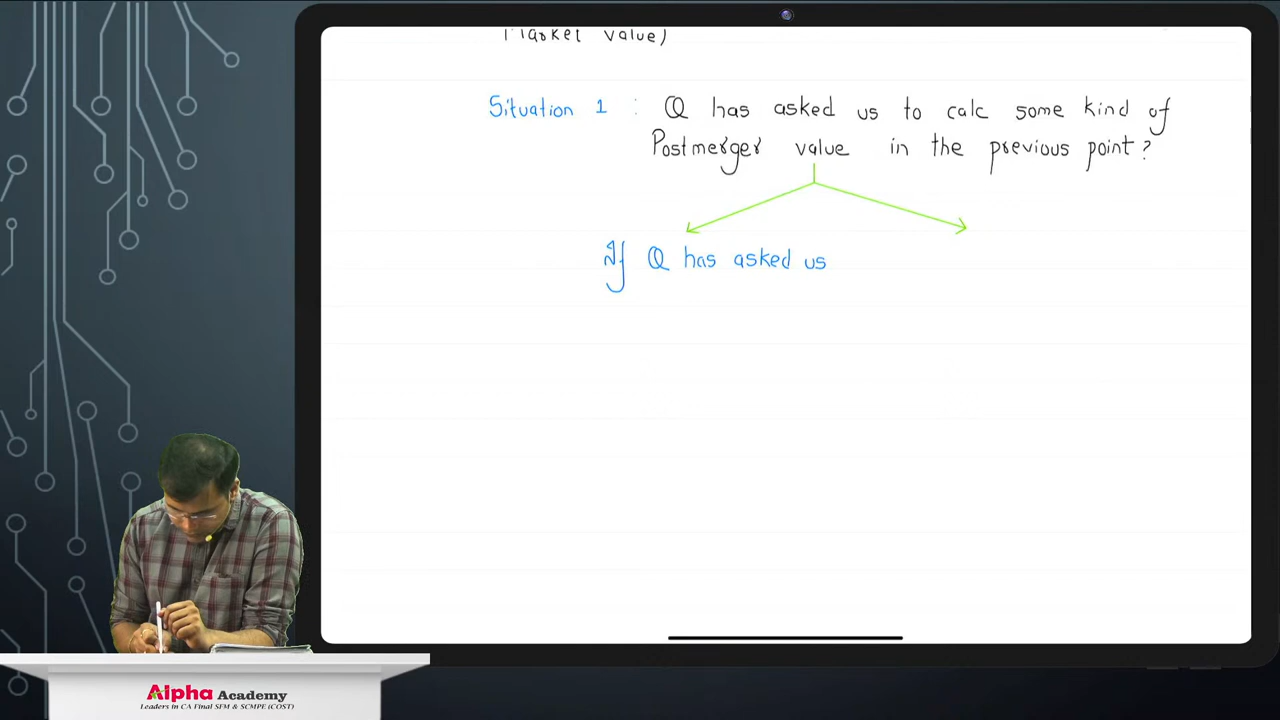 Market value)
Situation 1 : Q has asked us to calc some kind of
Postmerger value in the previous point?
If Q has asked us
Alpha Academy
Leaders in CA Final SFM & SCMPE (COST)